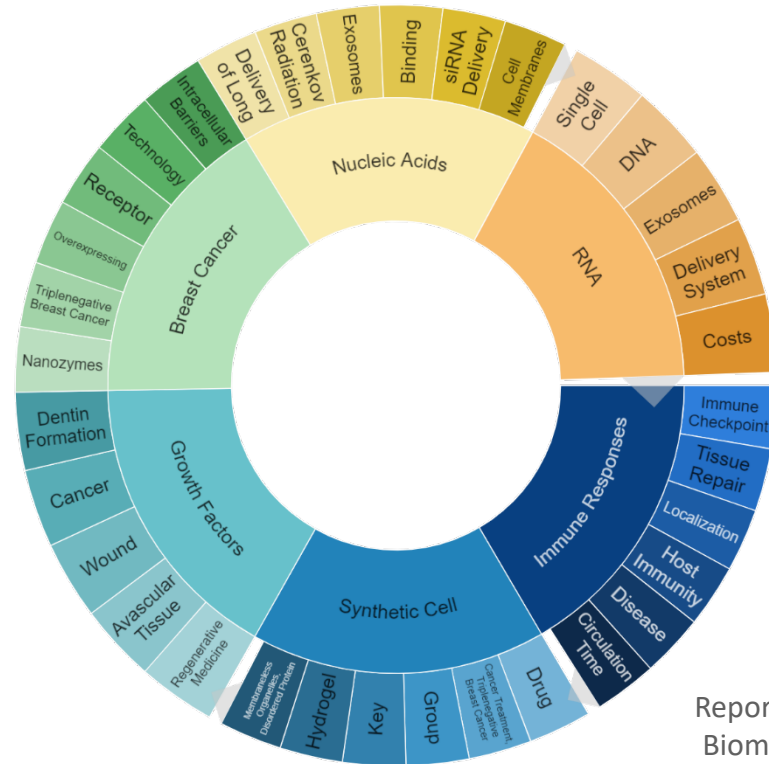 Nucleic Acids
Delivery
of Long
Cerenkov
Radiation
Exosomes
Binding
siRNA
Delivery
Cell
Membranes
RNA
Single
Cell
DNA
Exosomes
Delivery
System
Costs
Immune Responses
Immune
Checkpoint
Tissue
Repair
Localization
Host
Immunity
Disease
Circulation
Time
Synthetic Cell
Drug
Cancer Treatment,
Triplenegative
Breast Cancer
Group
Key
Hydrogel
Membraneless
Organelles,
Disordered Protein
Growth Factors
Regenerative
Medicine
Avascular
Tissue
Wound
Cancer
Dentin
Formation
Breast Cancer
Nanozymes
Triplenegative
Breast Cancer
Overexpressing
Receptor
Technology
Intracellular
Barriers
Repor
Biom